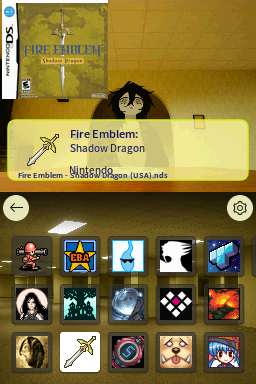 NINTENDO DS
FIRE EMBLEM
Shadow Dragon
Fire Emblem:
Shadow Dragon
Nintendo
Fire Emblem - Shadow Dragon (USA).nds
EBA